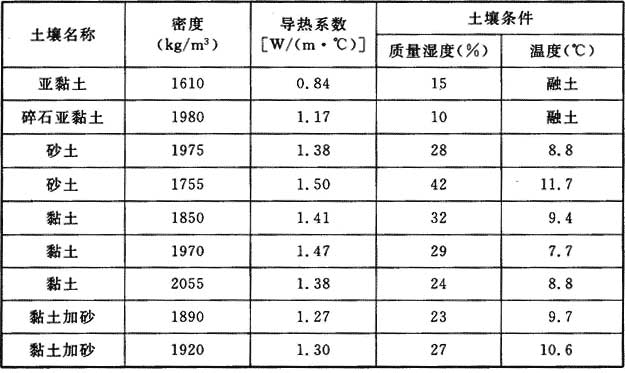 土壤名称 密度 导热系数 土壤条件
(kg/m³) [W/(m·℃)] 质量湿度(%) 温度(℃)
亚黏土 1610 0.84 15 融土
碎石亚黏土 1980 1.17 10 融土
砂土 1975 1.38 28 8.8
砂土 1755 1.50 42 11.7
黏土 1850 1.41 32 9.4
黏土 1970 1.47 29 7.7
黏土 2055 1.38 24 8.8
黏土加砂 1890 1.27 23 9.7
黏土加砂 1920 1.30 27 10.6